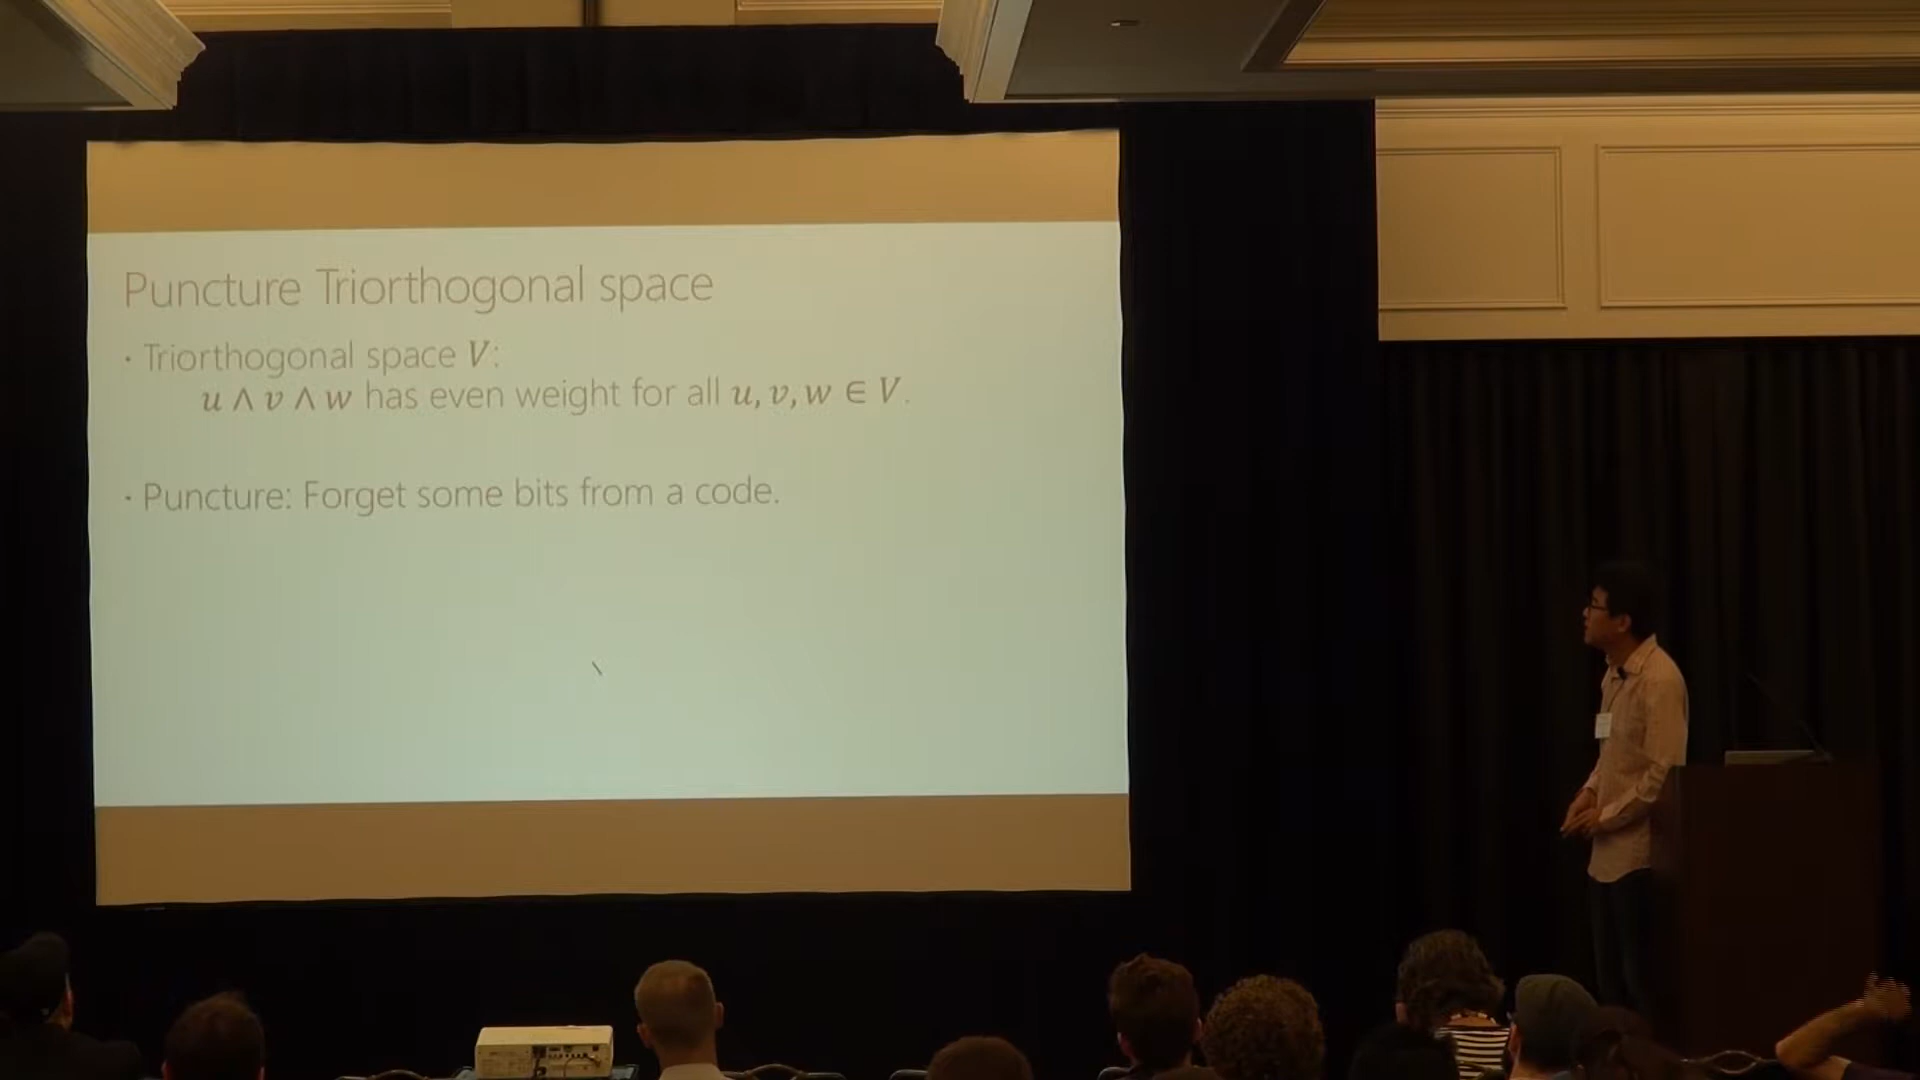 Puncture Triorthogonal space
· Triorthogonal space V:
u ∧ v ∧ w has even weight for all u, v, w ∈ V.
· Puncture: Forget some bits from a code.